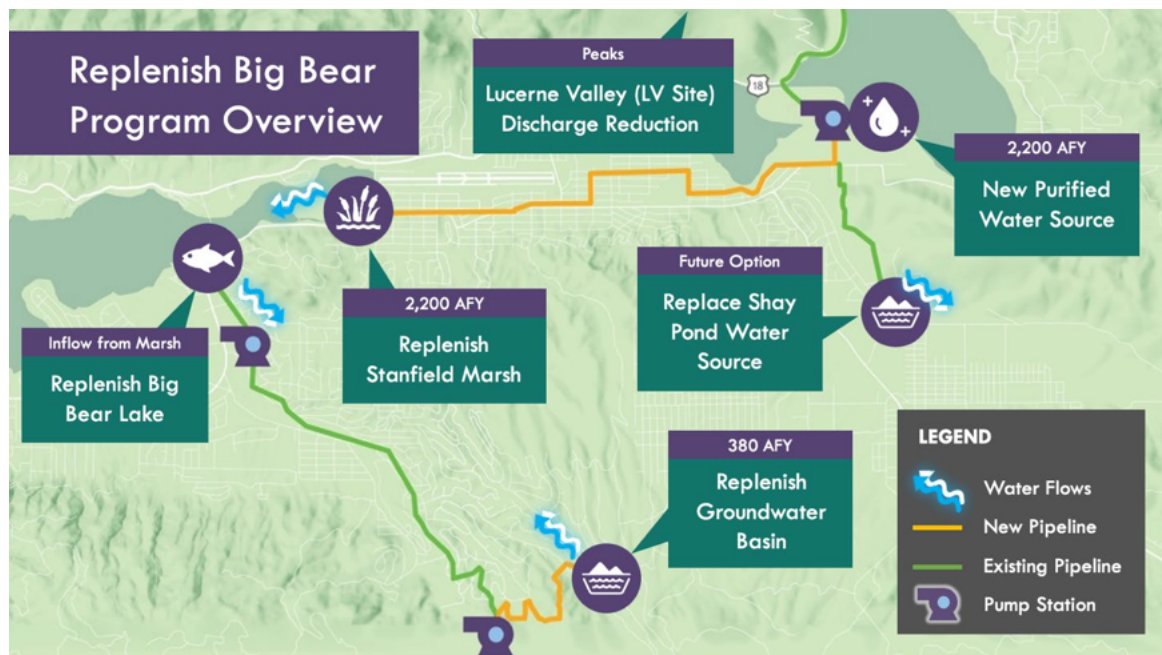 Replenish Big Bear
Program Overview
Peaks
Lucerne Valley (LV Site)
Discharge Reduction
18
2,200 AFY
New Purified
Water Source
Future Option
Replace Shay
Pond Water
Source
2,200 AFY
Replenish
Stanfield Marsh
Inflow from Marsh
Replenish Big
Bear Lake
380 AFY
Replenish
Groundwater
Basin
LEGEND
Water Flows
New Pipeline
Existing Pipeline
Pump Station